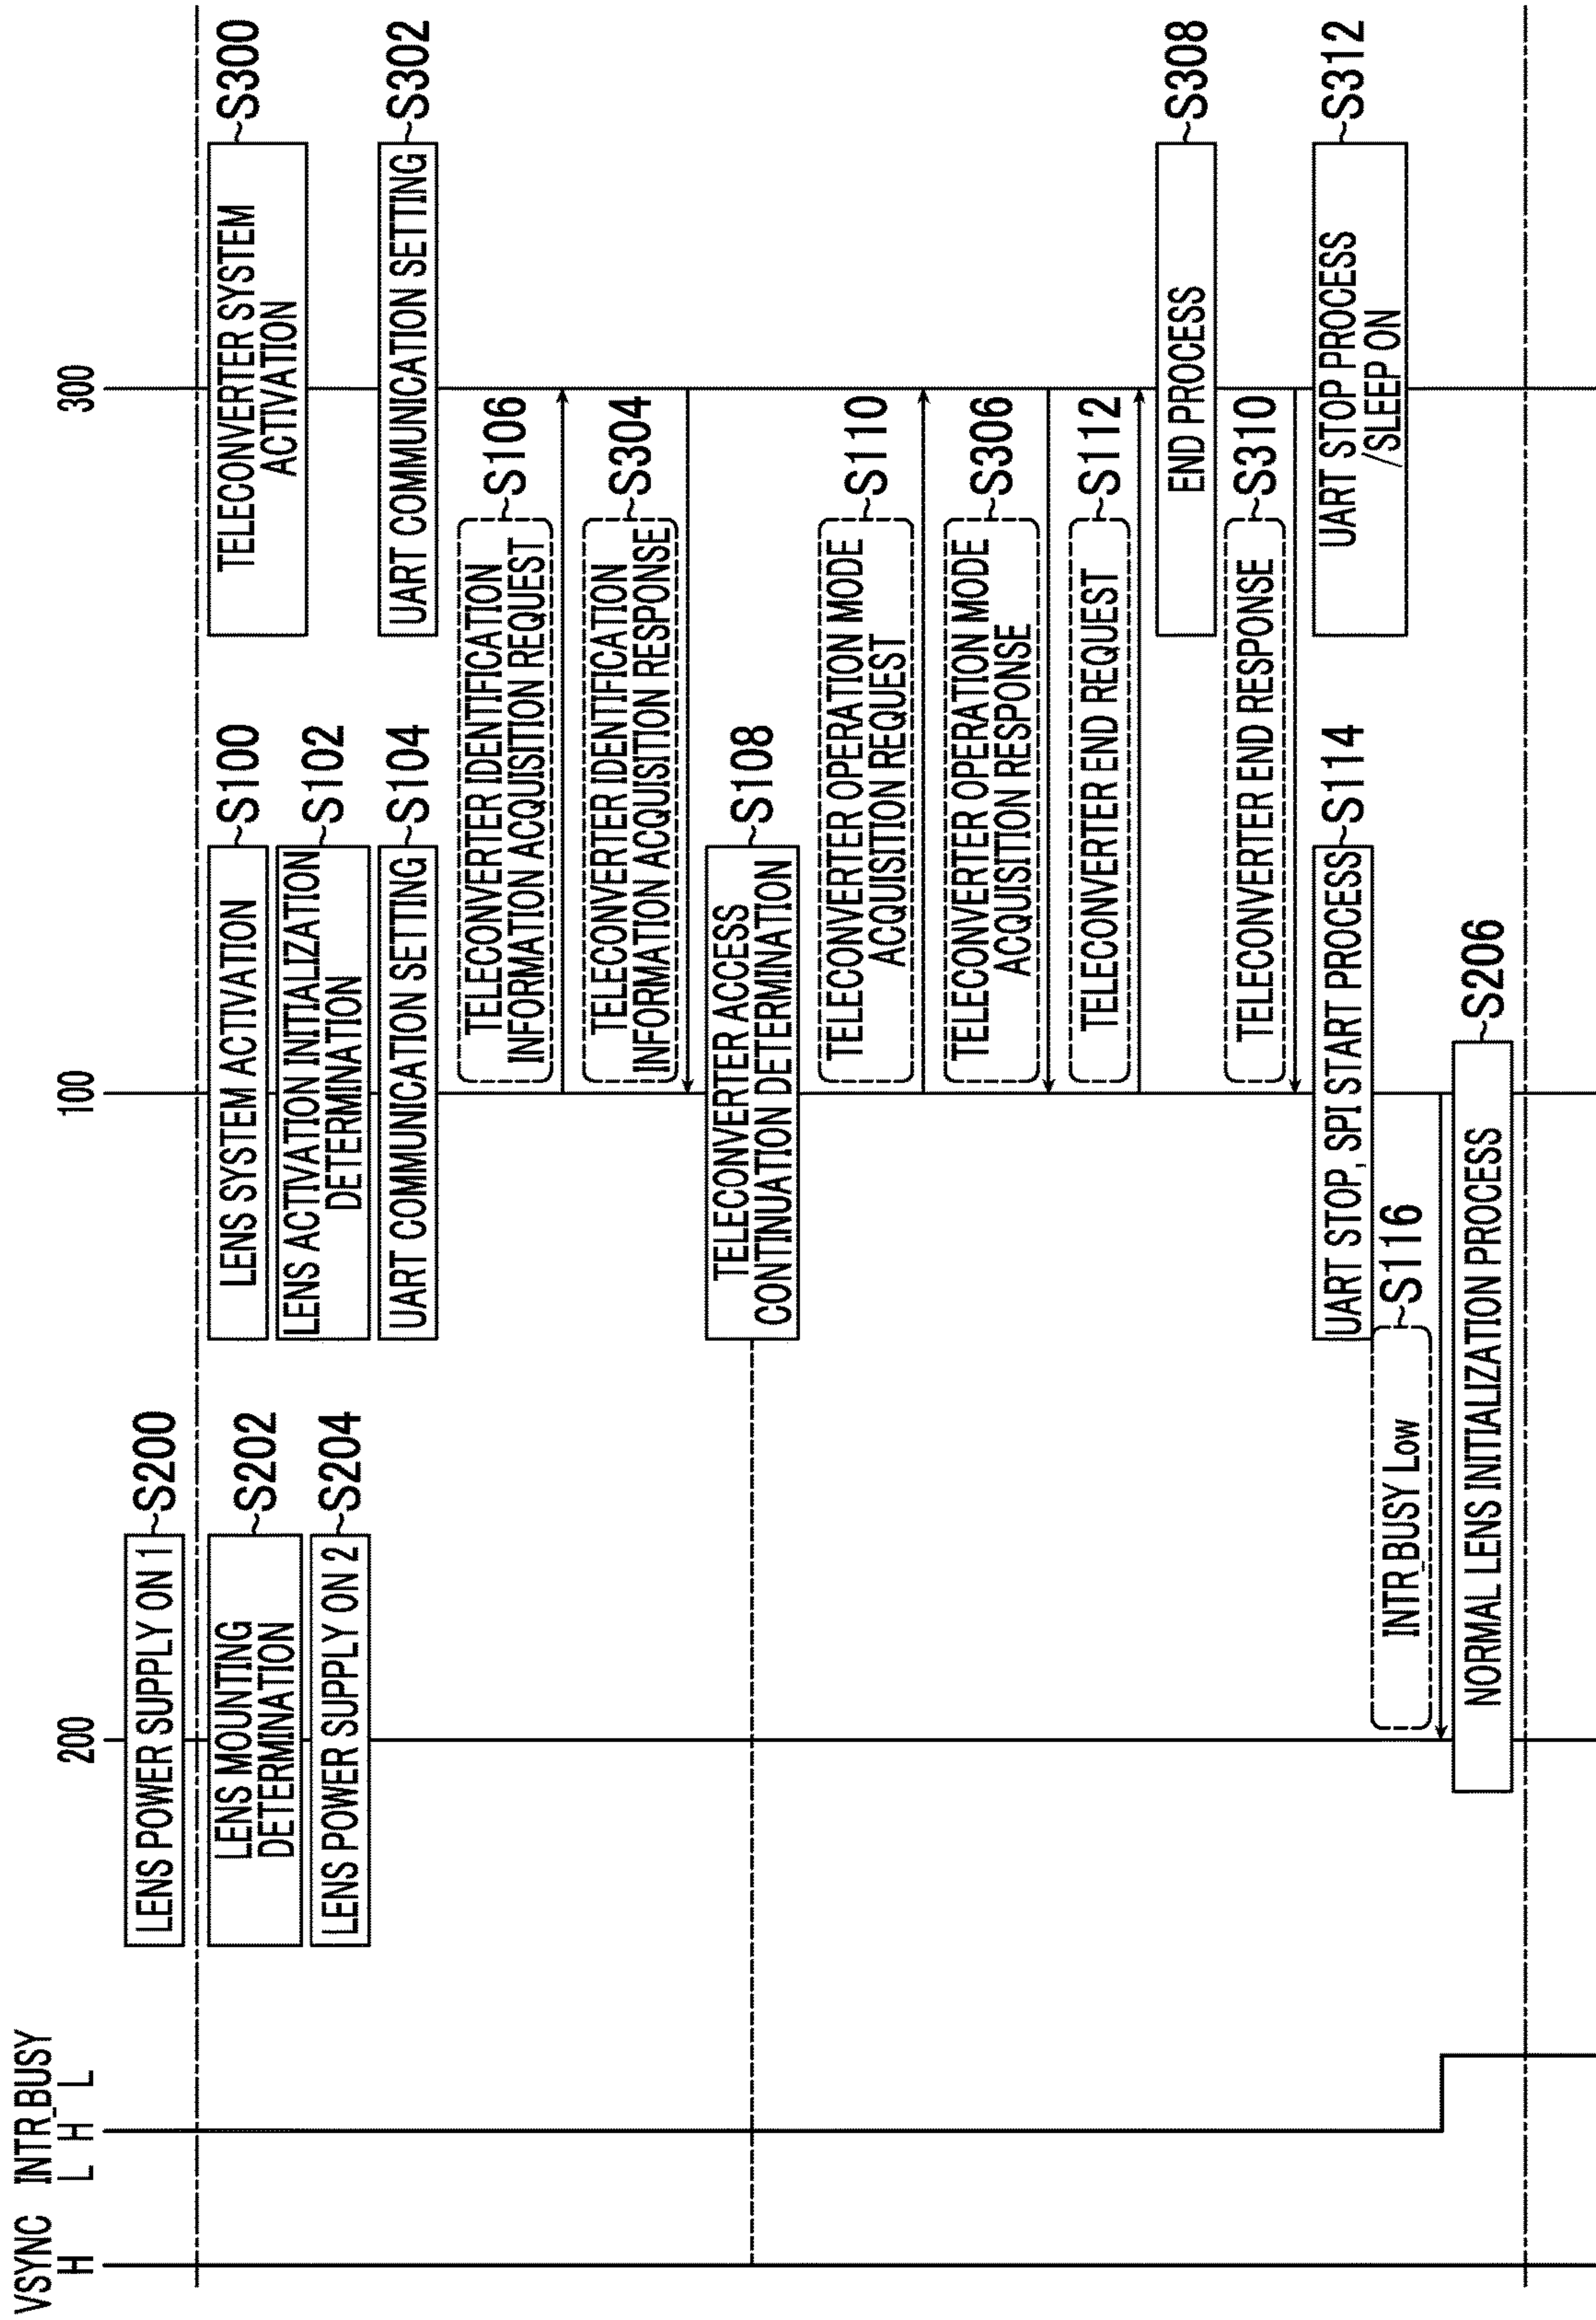 VSYNC INTR_BUSY
H L H L
200
100
300
LENS POWER SUPPLY ON 1
S200
LENS MOUNTING
DETERMINATION
S202
LENS SYSTEM ACTIVATION
S100
TELECONVERTER SYSTEM
ACTIVATION
S300
LENS ACTIVATION INITIALIZATION
DETERMINATION
S102
LENS POWER SUPPLY ON 2
S204
UART COMMUNICATION SETTING
S104
UART COMMUNICATION SETTING
S302
TELECONVERTER IDENTIFICATION
INFORMATION ACQUISITION REQUEST
S106
TELECONVERTER IDENTIFICATION
INFORMATION ACQUISITION RESPONSE
S304
TELECONVERTER ACCESS
CONTINUATION DETERMINATION
S108
TELECONVERTER OPERATION MODE
ACQUISITION REQUEST
S110
TELECONVERTER OPERATION MODE
ACQUISITION RESPONSE
S306
TELECONVERTER END REQUEST
S112
END PROCESS
S308
TELECONVERTER END RESPONSE
S310
UART STOP, SPI START PROCESS
S114
UART STOP PROCESS
/SLEEP ON
S312
INTR_BUSY Low
S116
NORMAL LENS INITIALIZATION PROCESS
S206